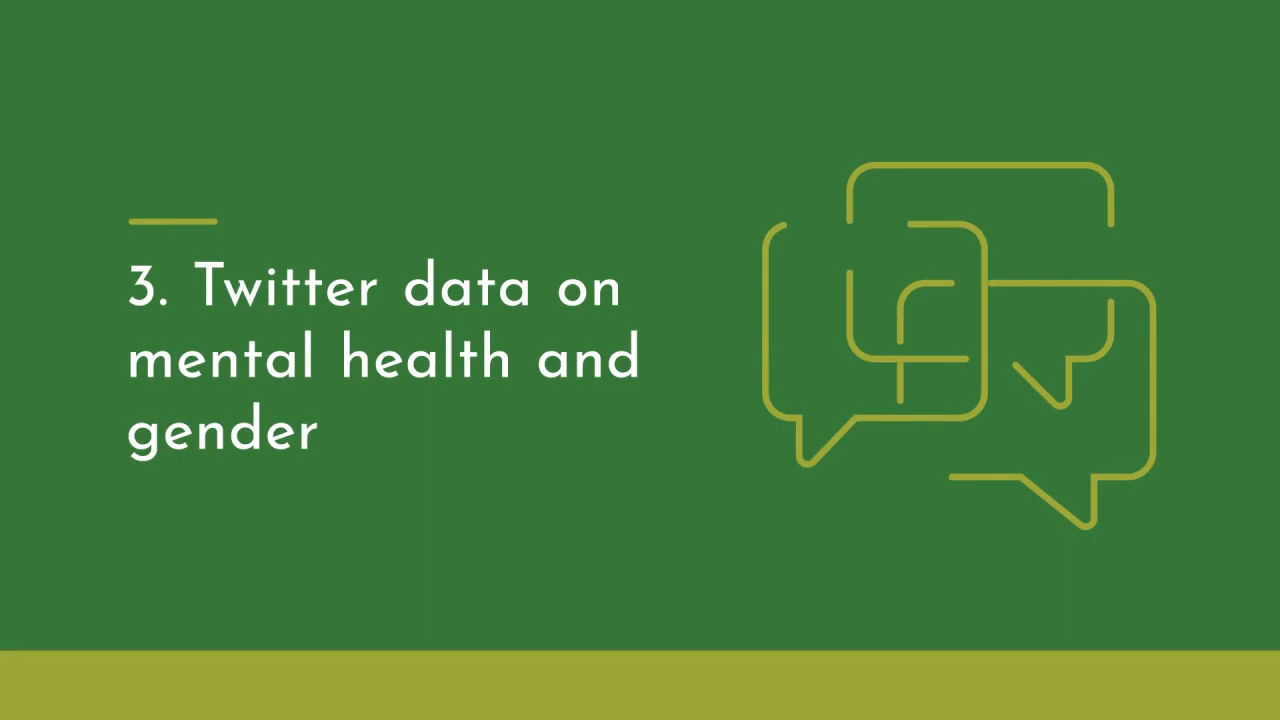 3. Twitter data on
mental health and
gender